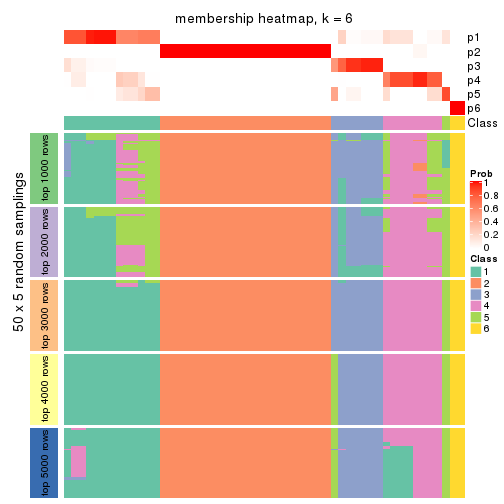 membership heatmap, k = 6
p1
p2
p3
p4
p5
p6
Class
50 x 5 random samplings
top 1000 rows
top 2000 rows
top 3000 rows
top 4000 rows
top 5000 rows
Prob
1
0.8
0.6
0.4
0.2
0
Class
1
2
3
4
5
6